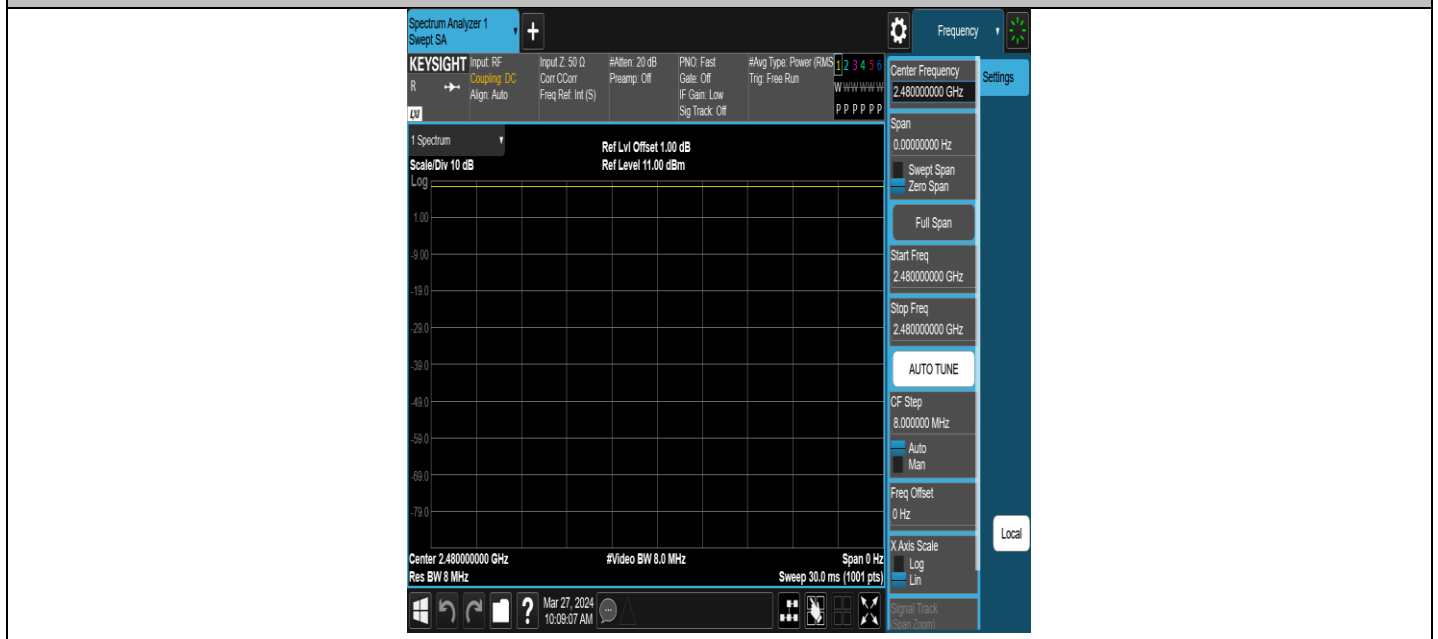 Spectrum Analyzer 1
Swept SA
+
Frequency
KEYSIGHT
R
LXI
Input: RF
Coupling: DC
Align: Auto
Input Z: 50 Ω
Corr CCorr
Freq Ref: Int (S)
#Atten: 20 dB
Preamp: Off
PNO: Fast
Gate: Off
IF Gain: Low
Sig Track: Off
#Avg Type: Power (RMS
Trig: Free Run
1 2 3 4 5 6
W W W W W W
P P P P P P
Center Frequency
2.480000000 GHz
Settings
Span
0.00000000 Hz
Swept Span
Zero Span
Full Span
Start Freq
2.480000000 GHz
Stop Freq
2.480000000 GHz
AUTO TUNE
CF Step
8.000000 MHz
Auto
Man
Freq Offset
0 Hz
X Axis Scale
Log
Lin
Signal Track
(Span Zoom)
Local
1 Spectrum
Scale/Div 10 dB
Ref Lvl Offset 1.00 dB
Ref Level 11.00 dBm
Log
1.00
-9.00
-19.0
-29.0
-39.0
-49.0
-59.0
-69.0
-79.0
Center 2.480000000 GHz
#Video BW 8.0 MHz
Span 0 Hz
Res BW 8 MHz
Sweep 30.0 ms (1001 pts)
?
Mar 27, 2024
10:09:07 AM